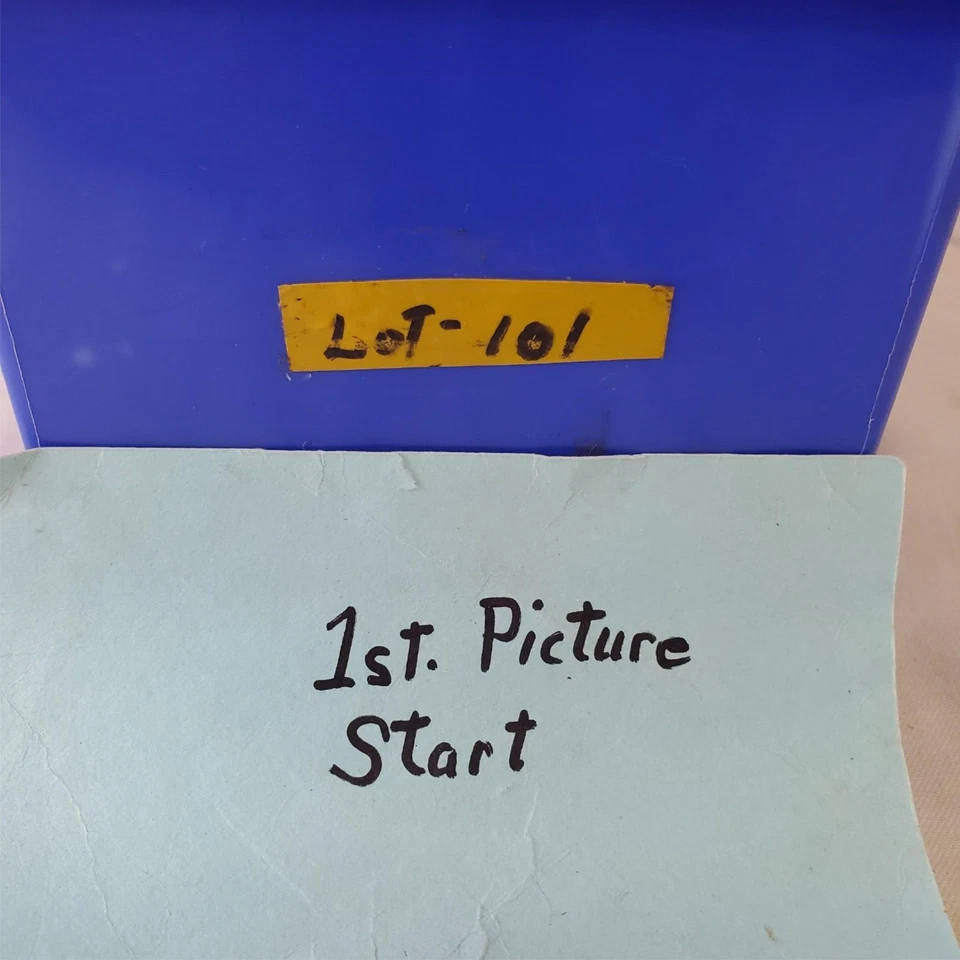 LoT- 101
1st. Picture
Start